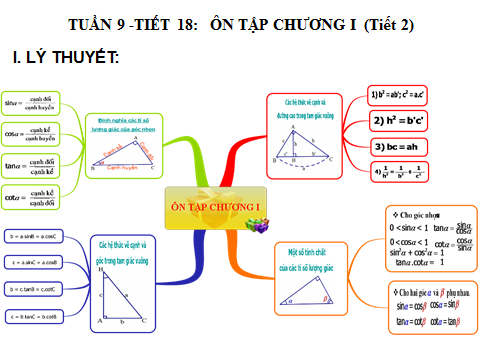 TUẦN 9 -TIẾT 18: ÔN TẬP CHƯƠNG I (Tiết 2)
I. LÝ THUYẾT:
sinα = cạnh đối / cạnh huyền
cosα = cạnh kề / cạnh huyền
tanα = cạnh đối / cạnh kề
cotα = cạnh kề / cạnh đối
Định nghĩa các tỉ số
lượng giác của góc nhọn
Cạnh đối
Cạnh kề
Cạnh huyền
A
B
C
Các hệ thức về cạnh và
đường cao trong tam giác vuông
A
c
h
b
c'
b'
B
H
C
a
1) b² = ab'; c² = a.c'
2) h² = b'c'
3) bc = ah
4) 1/h² = 1/b² + 1/c²
ÔN TẬP CHƯƠNG I
b = a.sinB = a.cosC
c = a.sinC = a.cosB
b = c.tanB = c.cotC
c = b.tanC = b.cotB
Các hệ thức về cạnh và
góc trong tam giác vuông
B
c
a
A
b
C
Một số tính chất
của các tỉ số lượng giác
α
β
❖ Cho góc nhọn
0 < sinα < 1 tanα = sinα / cosα
0 < cosα < 1 cotα = cosα / sinα
sin²α + cos²α = 1
tanα.cotα = 1
❖ Cho hai góc α và β phụ nhau.
sinα = cosβ cosα = sinβ
tanα = cotβ cotα = tanβ